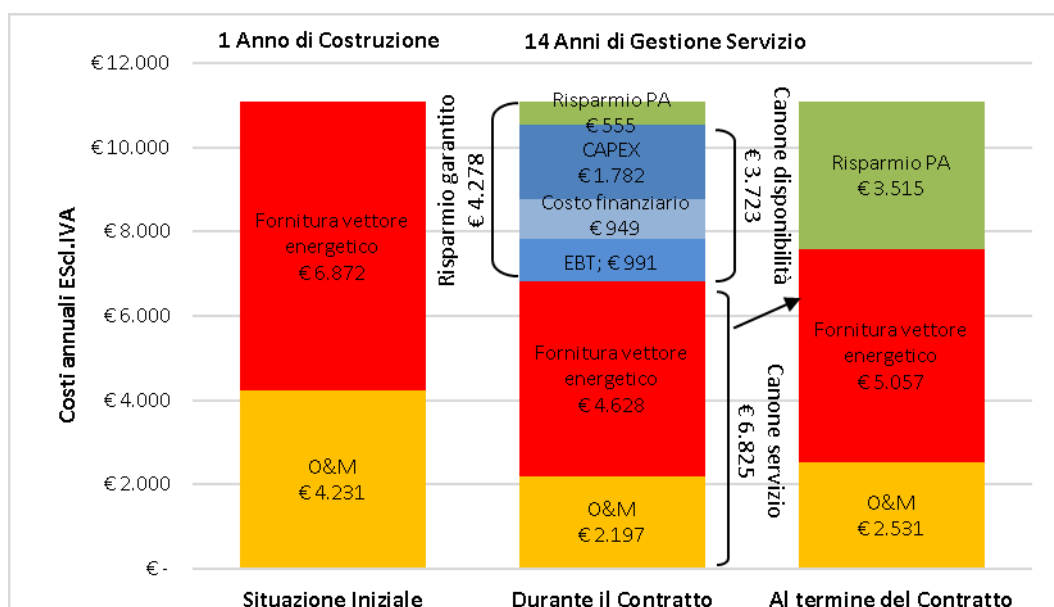 1 Anno di Costruzione
14 Anni di Gestione Servizio
Costi annuali EScl.IVA
€ 12.000
€ 10.000
€ 8.000
€ 6.000
€ 4.000
€ 2.000
€ -
Fornitura vettore
energetico
€ 6.872
O&M
€ 4.231
Situazione Iniziale
Risparmio garantito
€ 4.278
Risparmio PA
€ 555
CAPEX
€ 1.782
Costo finanziario
€ 949
EBT; € 991
Fornitura vettore
energetico
€ 4.628
O&M
€ 2.197
Durante il Contratto
Canone disponibilità
€ 3.723
Canone servizio
€ 6.825
Risparmio PA
€ 3.515
Fornitura vettore
energetico
€ 5.057
O&M
€ 2.531
Al termine del Contratto